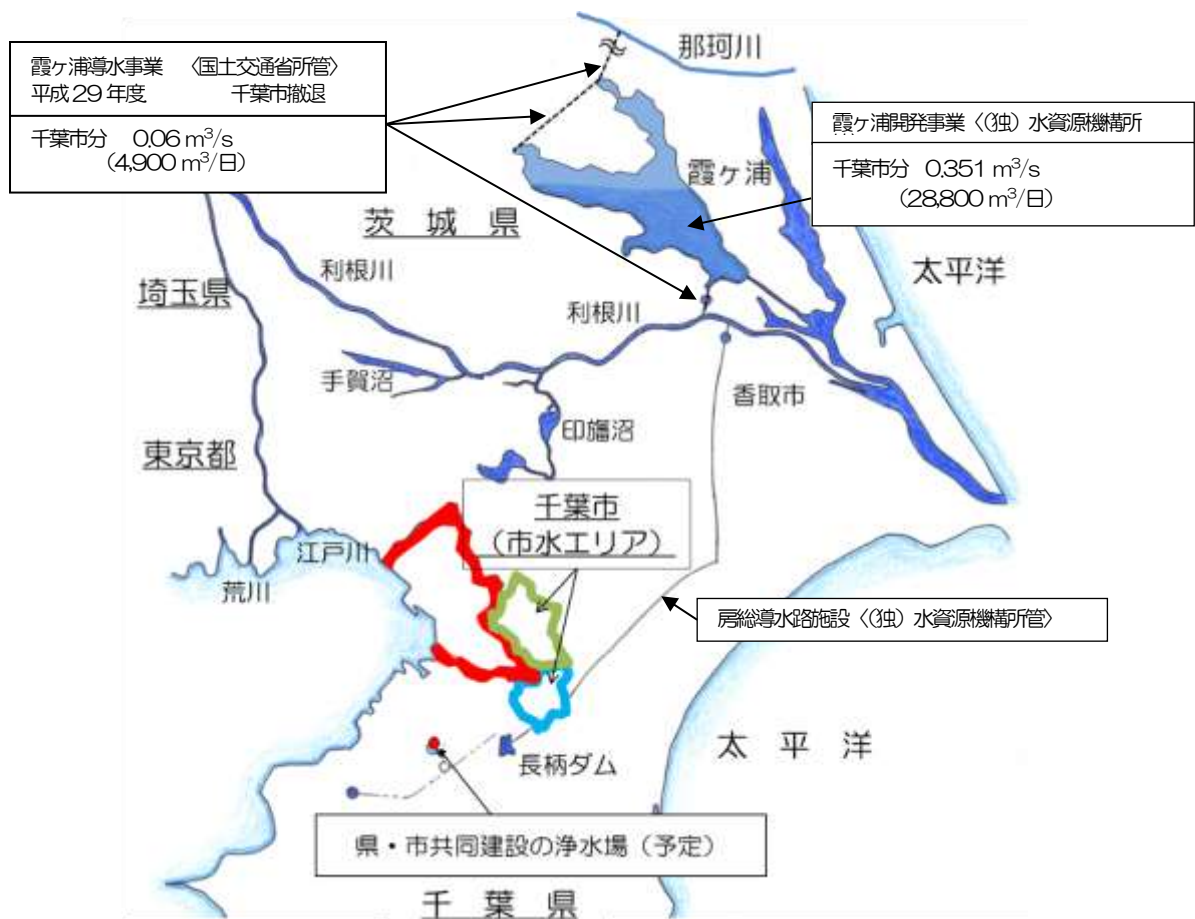 那珂川
霞ヶ浦導水事業　〈国土交通省所管〉
平成29年度　千葉市撤退
千葉市分　0.06 m³/s
(4,900 m³/日)
霞ヶ浦開発事業〈(独) 水資源機構所
千葉市分　0.351 m³/s
(28,800 m³/日)
霞ヶ浦
茨城県
太平洋
利根川
埼玉県
利根川
手賀沼
香取市
印旛沼
東京都
千葉市
（市水エリア）
江戸川
荒川
房総導水路施設〈(独) 水資源機構所管〉
太平洋
長柄ダム
県・市共同建設の浄水場（予定）
千葉県